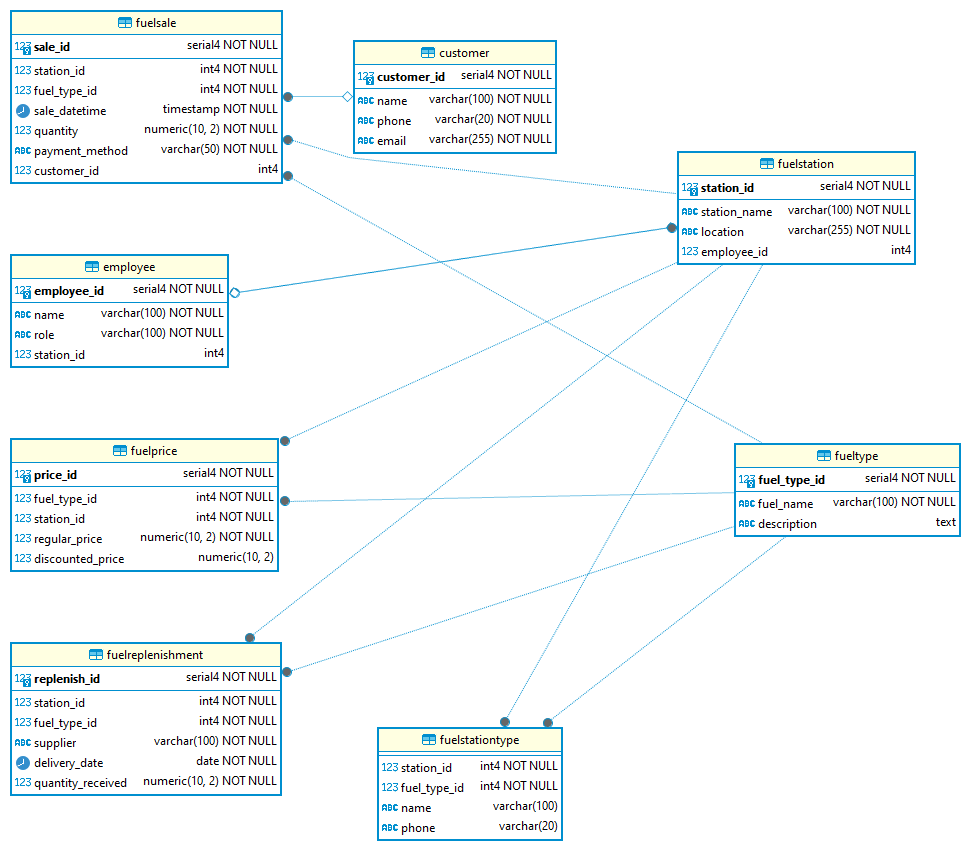 fuelsale
123 sale_id serial4 NOT NULL
123 station_id int4 NOT NULL
123 fuel_type_id int4 NOT NULL
sale_datetime timestamp NOT NULL
123 quantity numeric(10, 2) NOT NULL
ABC payment_method varchar(50) NOT NULL
123 customer_id int4
customer
123 customer_id serial4 NOT NULL
ABC name varchar(100) NOT NULL
ABC phone varchar(20) NOT NULL
ABC email varchar(255) NOT NULL
fuelstation
123 station_id serial4 NOT NULL
ABC station_name varchar(100) NOT NULL
ABC location varchar(255) NOT NULL
123 employee_id int4
employee
123 employee_id serial4 NOT NULL
ABC name varchar(100) NOT NULL
ABC role varchar(100) NOT NULL
123 station_id int4
fuelprice
123 price_id serial4 NOT NULL
123 fuel_type_id int4 NOT NULL
123 station_id int4 NOT NULL
123 regular_price numeric(10, 2) NOT NULL
123 discounted_price numeric(10, 2)
fueltype
123 fuel_type_id serial4 NOT NULL
ABC fuel_name varchar(100) NOT NULL
ABC description text
fuelreplenishment
123 replenish_id serial4 NOT NULL
123 station_id int4 NOT NULL
123 fuel_type_id int4 NOT NULL
ABC supplier varchar(100) NOT NULL
delivery_date date NOT NULL
123 quantity_received numeric(10, 2) NOT NULL
fuelstationtype
123 station_id int4 NOT NULL
123 fuel_type_id int4 NOT NULL
ABC name varchar(100)
ABC phone varchar(20)